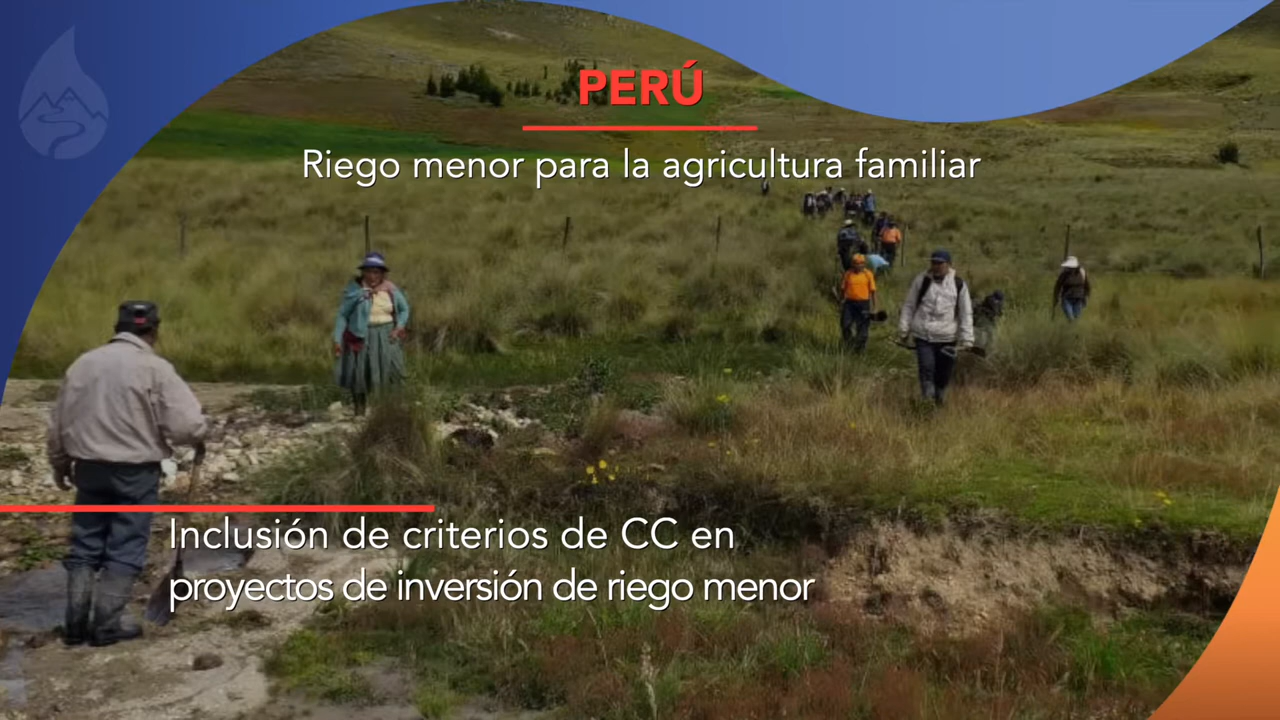 PERÚ
Riego menor para la agricultura familiar
Inclusión de criterios de CC en
proyectos de inversión de riego menor